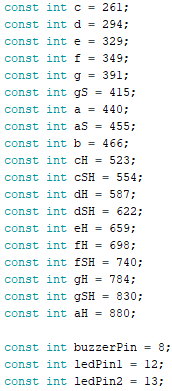 const int c = 261;
const int d = 294;
const int e = 329;
const int f = 349;
const int g = 391;
const int gS = 415;
const int a = 440;
const int aS = 455;
const int b = 466;
const int cH = 523;
const int cSH = 554;
const int dH = 587;
const int dSH = 622;
const int eH = 659;
const int fH = 698;
const int fSH = 740;
const int gH = 784;
const int gSH = 830;
const int aH = 880;
const int buzzerPin = 8;
const int ledPin1 = 12;
const int ledPin2 = 13;